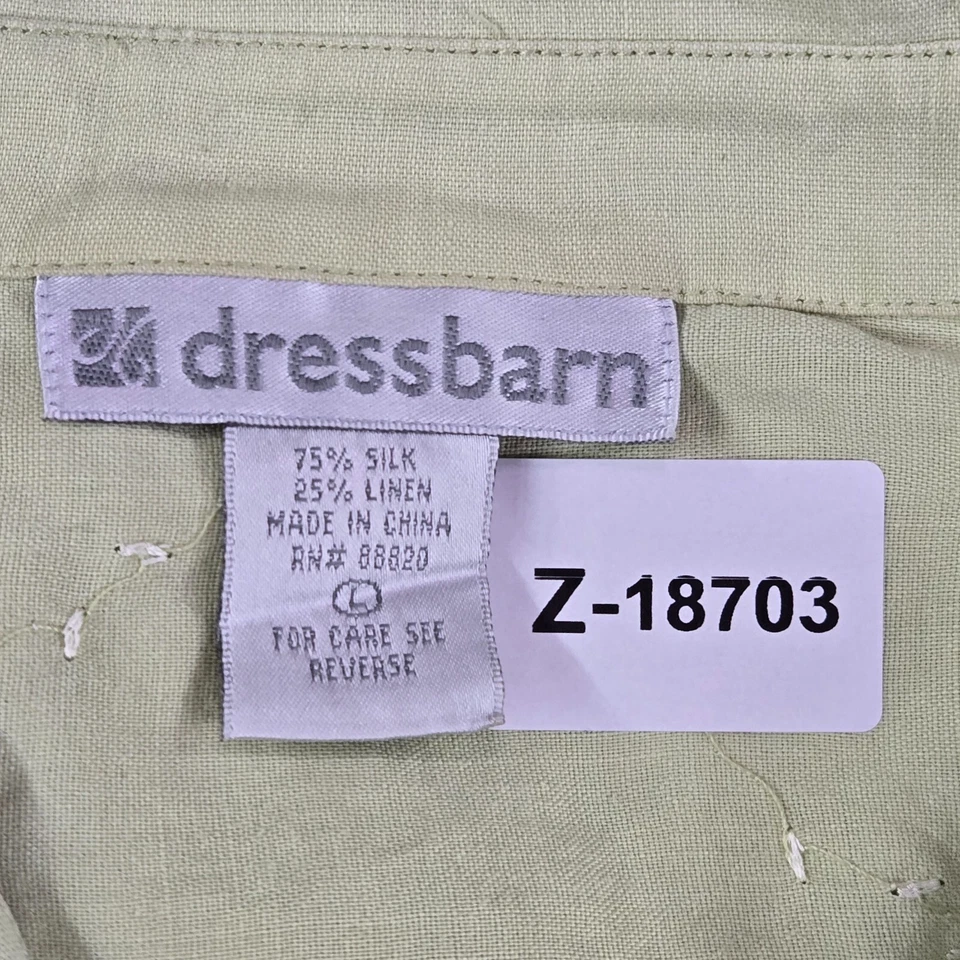 dressbarn
75% SILK
25% LINEN
MADE IN CHINA
RN# 88820
L
FOR CARE SEE
REVERSE
Z-18703